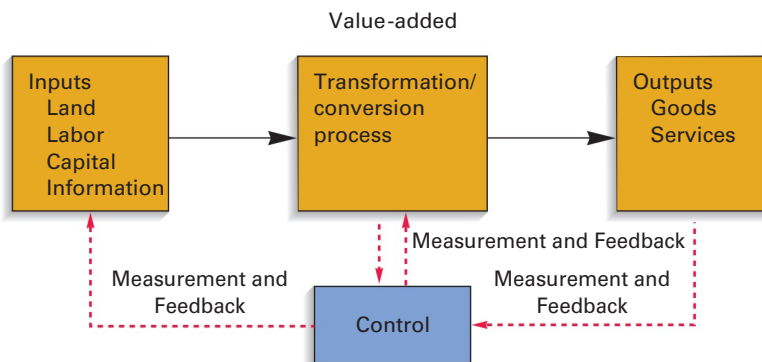 Value-added
Inputs
Land
Labor
Capital
Information
Transformation/
conversion
process
Outputs
Goods
Services
Measurement and Feedback
Measurement and
Feedback
Measurement and
Feedback
Control